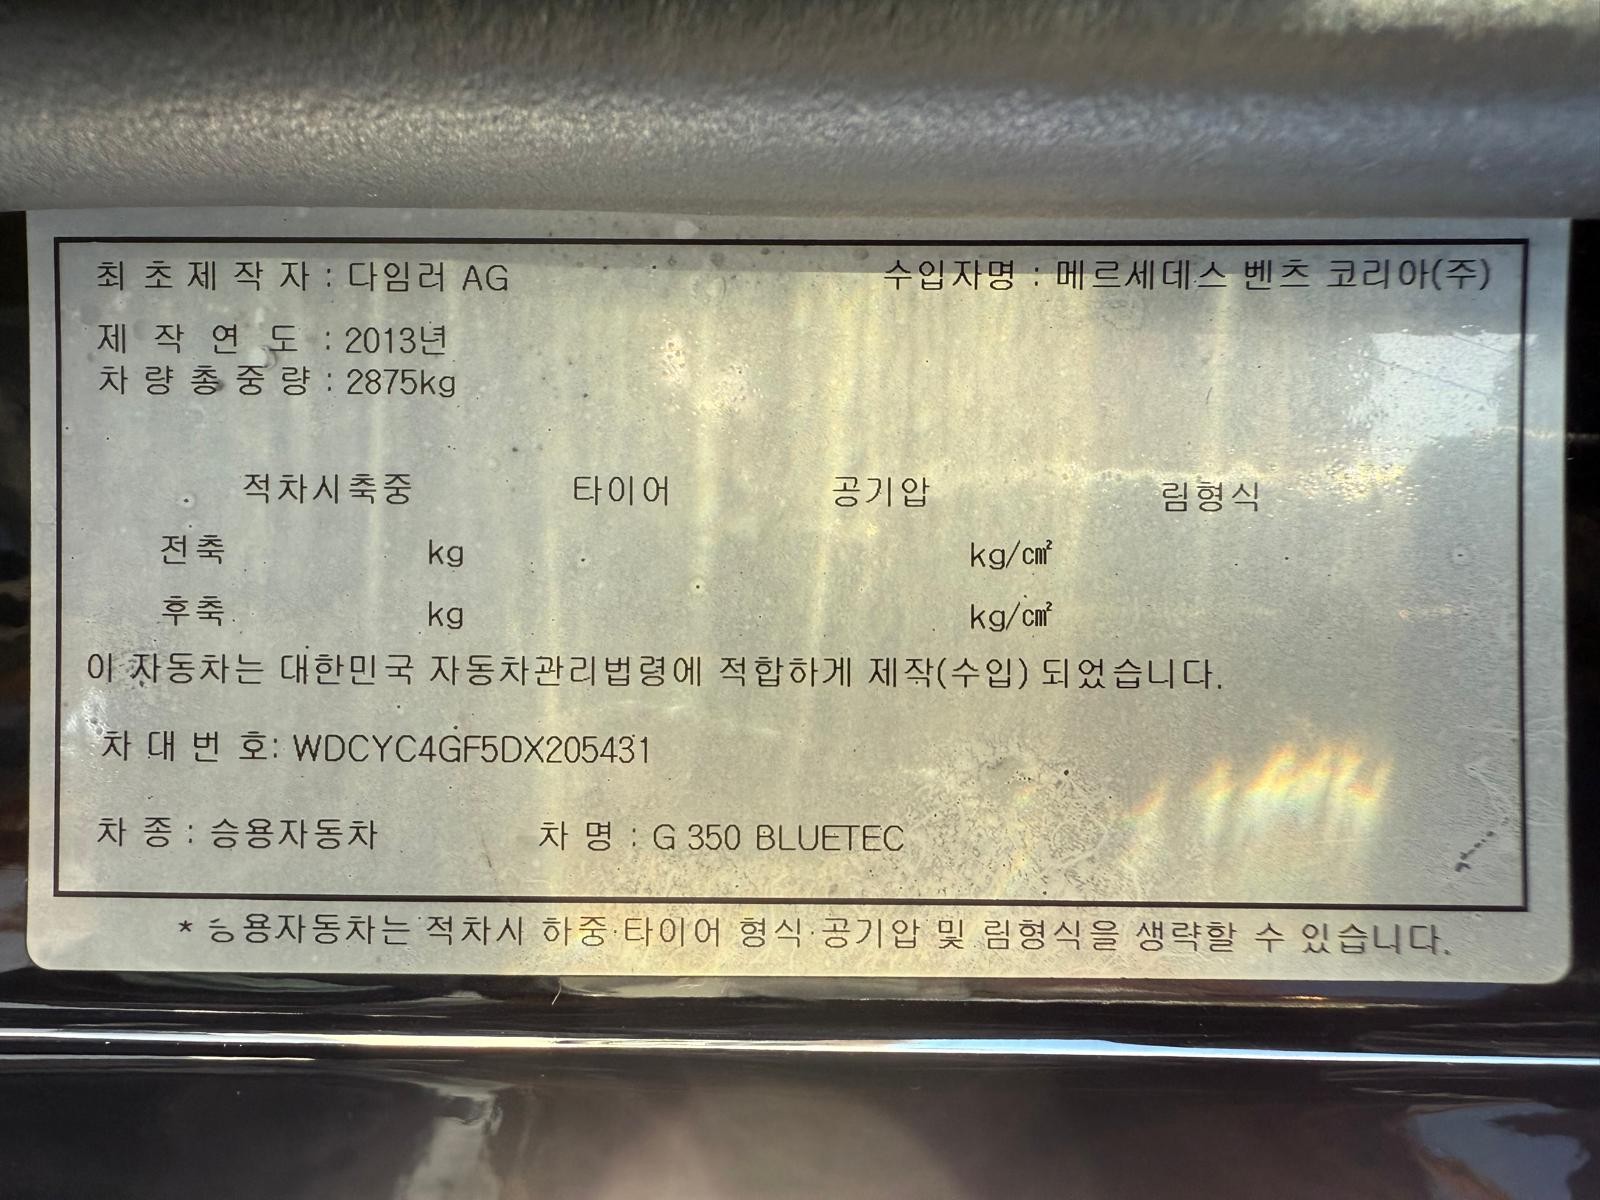 최초제작자 : 다임러 AG 수입자명 : 메르세데스 벤츠 코리아(주)
제작연도 : 2013년
차량총중량 : 2875kg
적차시축중 타이어 공기압 림형식
전축 kg kg/㎠
후축 kg kg/㎠
이 자동차는 대한민국 자동차관리법령에 적합하게 제작(수입) 되었습니다.
차대번호: WDCYC4GF5DX205431
차종 : 승용자동차 차명 : G 350 BLUETEC
* 승용자동차는 적차시 하중·타이어 형식·공기압 및 림형식을 생략할 수 있습니다.